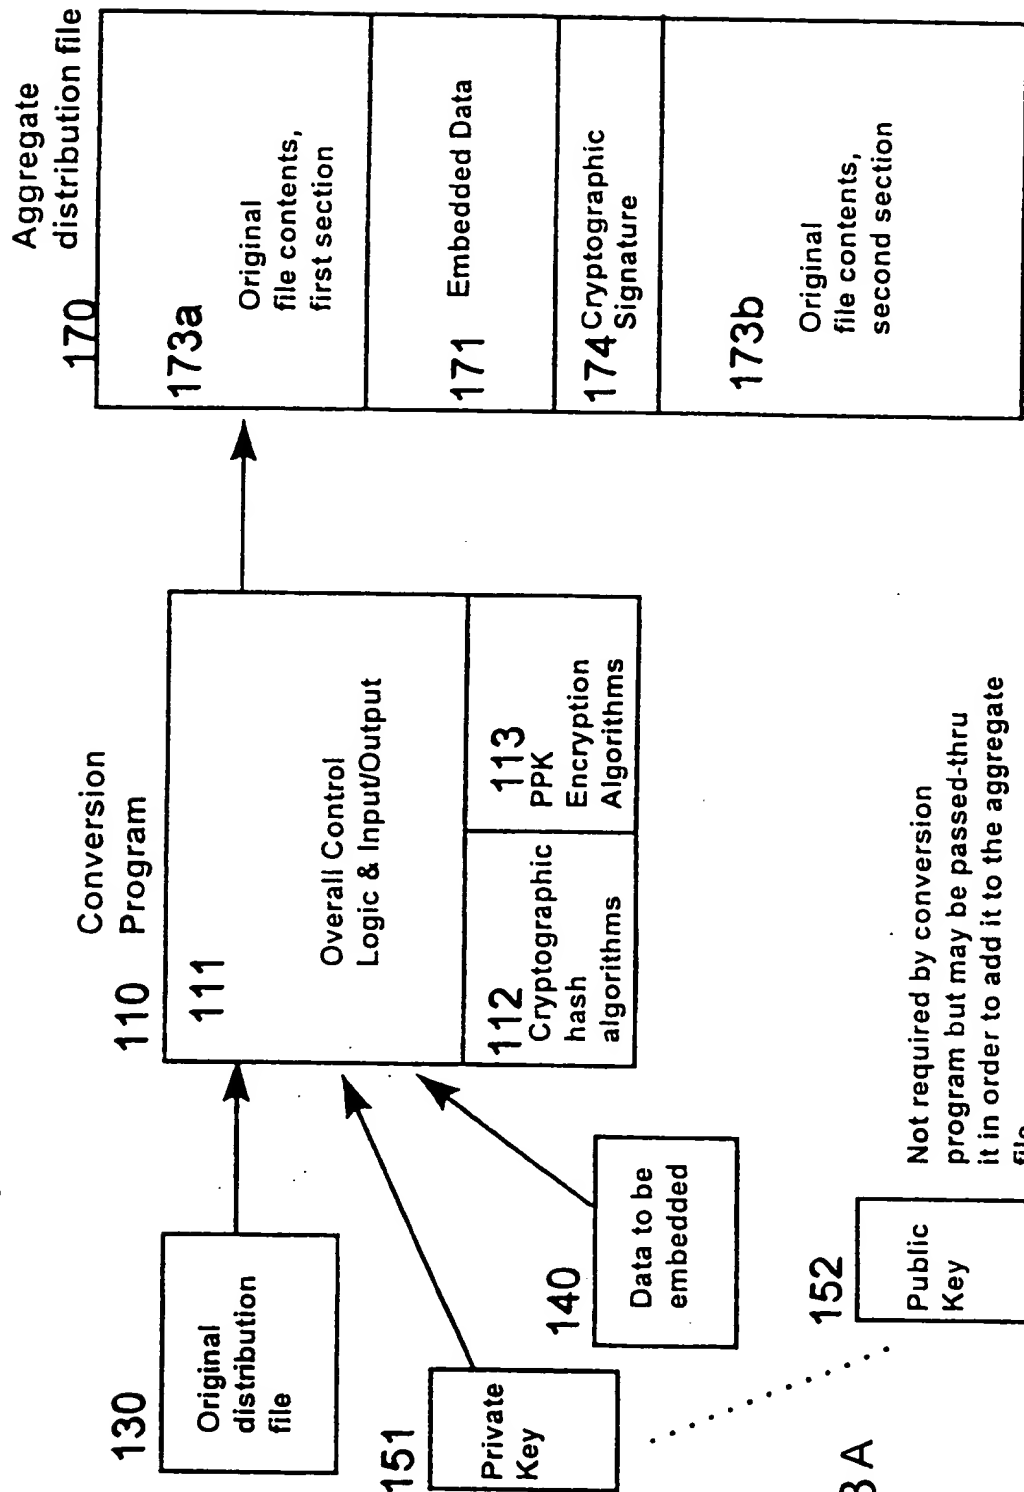 130
Original
distribution
file
151
Private
Key
140
Data to be
embedded
152
Public
Key
Not required by conversion
program but may be passed-thru
it in order to add it to the aggregate
Conversion
110 Program
111
Overall Control
Logic & Input/Output
112
Cryptographic
hash
algorithms
113
PPK
Encryption
Algorithms
Aggregate
distribution file
170
173a
Original
file contents,
first section
171 Embedded Data
174 Cryptographic
Signature
173b
Original
file contents,
second section